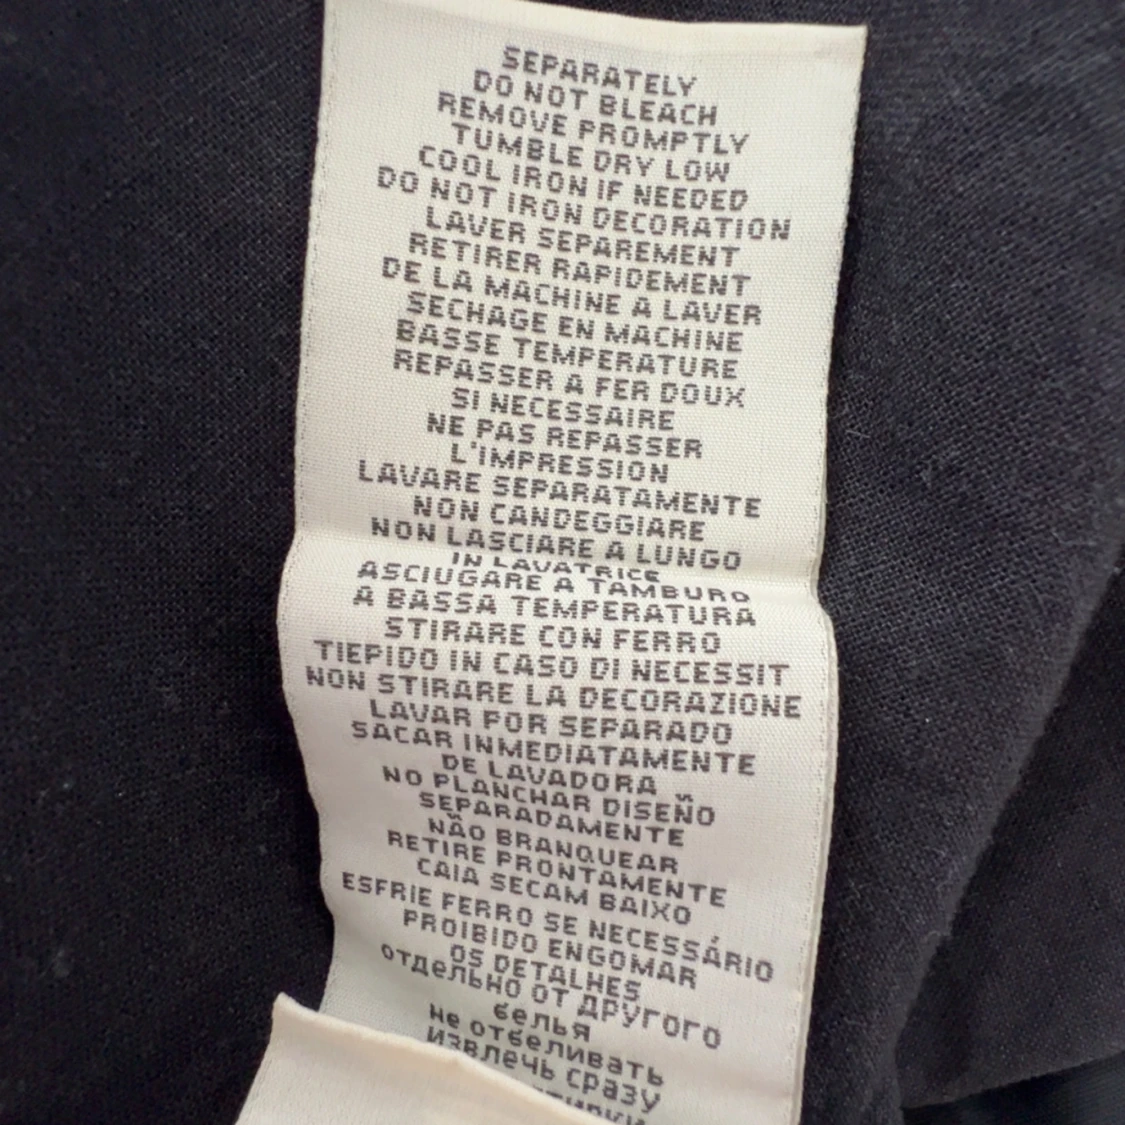 SEPARATELY
DO NOT BLEACH
REMOVE PROMPTLY
TUMBLE DRY LOW
COOL IRON IF NEEDED
DO NOT IRON DECORATION
LAVER SEPAREMENT
RETIRER RAPIDEMENT
DE LA MACHINE A LAVER
SECHAGE EN MACHINE
BASSE TEMPERATURE
REPASSER A FER DOUX
SI NECESSAIRE
NE PAS REPASSER
L'IMPRESSION
LAVARE SEPARATAMENTE
NON CANDEGGIARE
NON LASCIARE A LUNGO
IN LAVATRICE
ASCIUGARE A TAMBURO
A BASSA TEMPERATURA
STIRARE CON FERRO
TIEPIDO IN CASO DI NECESSIT
NON STIRARE LA DECORAZIONE
LAVAR POR SEPARADO
SACAR INMEDIATAMENTE
DE LAVADORA
NO PLANCHAR DISEÑO
SEPARADAMENTE
NÃO BRANQUEAR
RETIRE PRONTAMENTE
CAIA SECAM BAIXO
ESFRIE FERRO SE NECESSÁRIO
PROIBIDO ENGOMAR
OS DETALHES
отдельно от другого
белья
не отбеливать
извлечь сразу